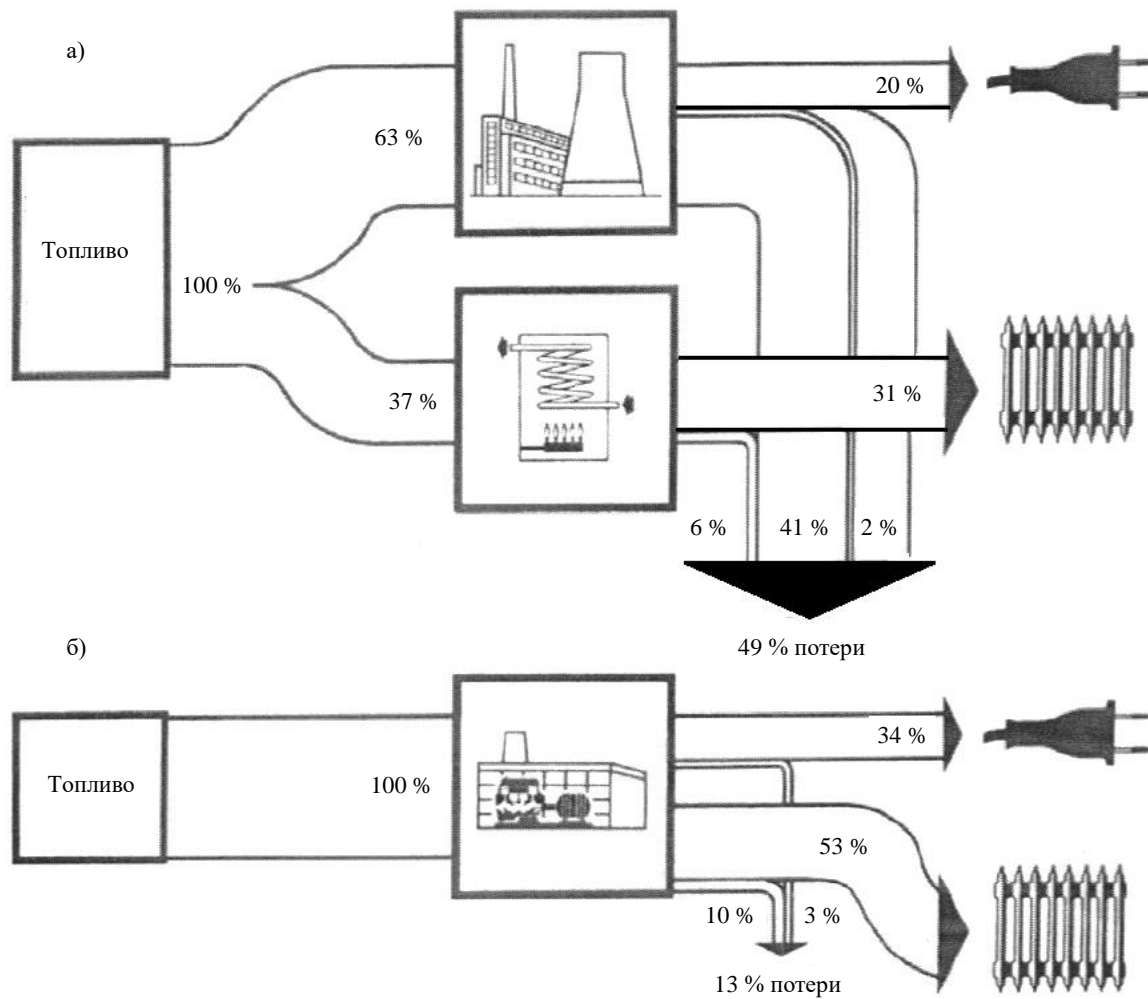 а)
20 %
63 %
Топливо
100 %
37 %
31 %
6 %
41 %
2 %
49 % потери
б)
34 %
Топливо
100 %
53 %
10 %
3 %
13 % потери